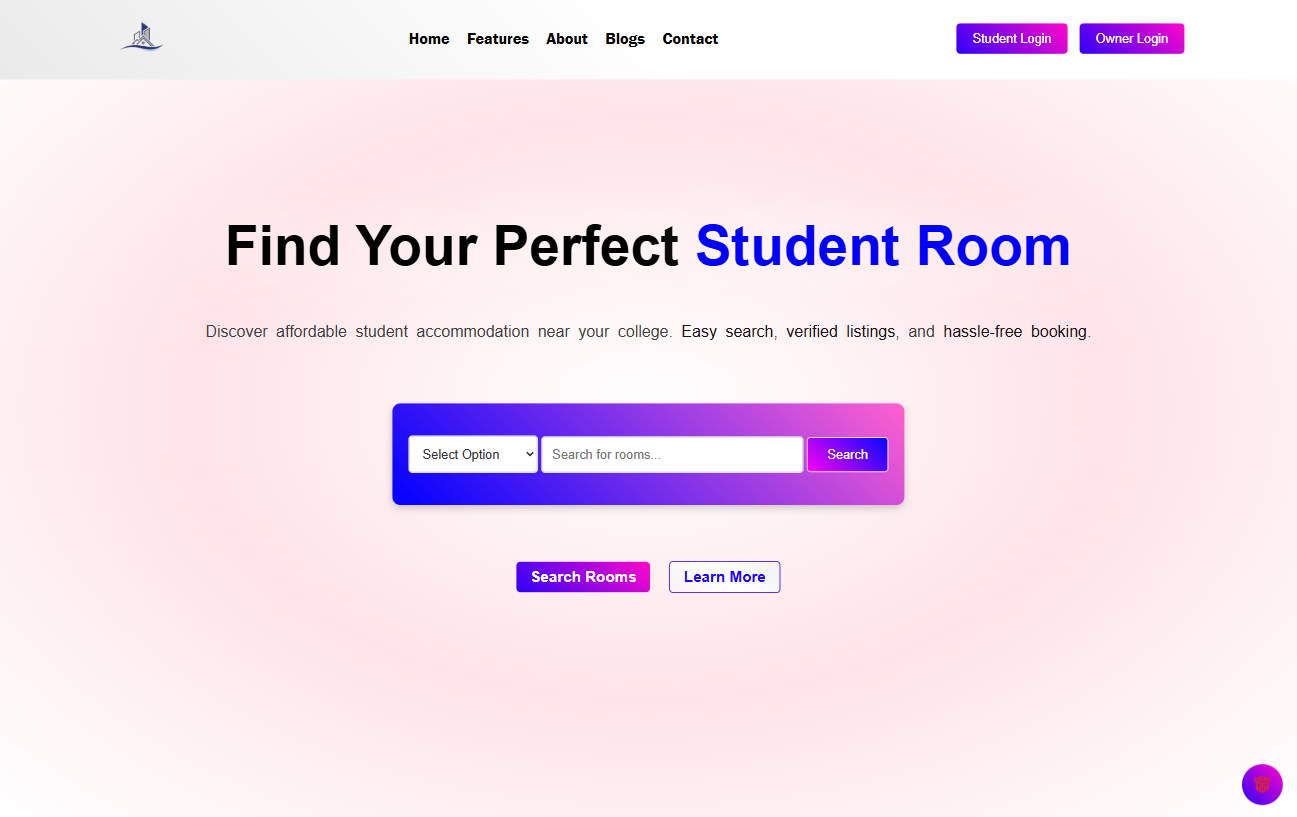 Home Features About Blogs Contact Student Login Owner Login
Find Your Perfect Student Room
Discover affordable student accommodation near your college. Easy search, verified listings, and hassle-free booking.
Select Option Search for rooms... Search
Search Rooms Learn More